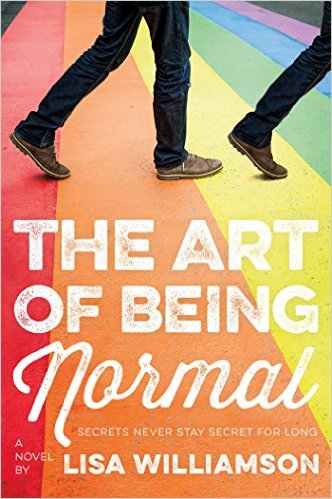 THE ART
OF BEING
Normal
SECRETS NEVER STAY SECRET FOR LONG
A
NOVEL
BY
LISA WILLIAMSON